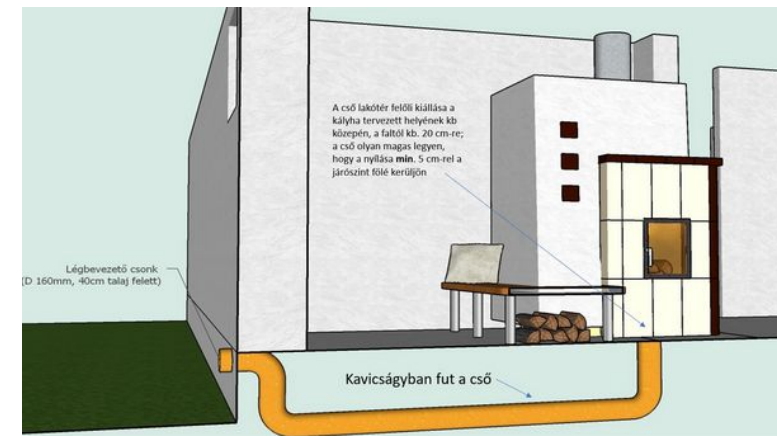 A cső lakótér felőli kiállása a
kályha tervezett helyének kb
közepén, a faltól kb. 20 cm-re;
a cső olyan magas legyen,
hogy a nyílása min. 5 cm-rel a
járószint fölé kerüljön
Légbevezető csonk
(D 160mm, 40cm talaj felett)
Kavicságyban fut a cső